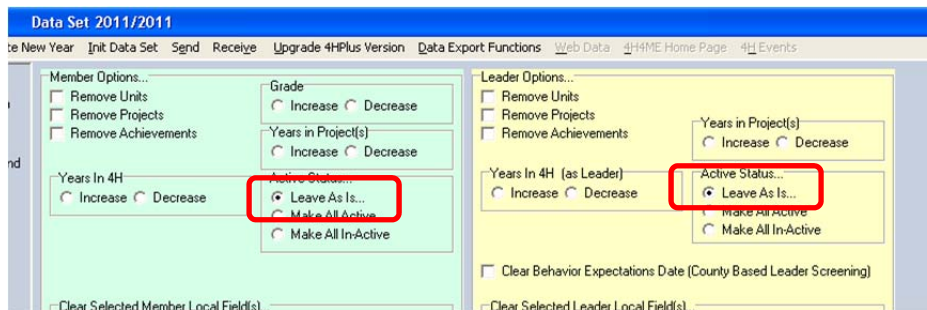 Data Set 2011/2011
te New Year Init Data Set Send Receive Upgrade 4HPlus Version Data Export Functions Web Data 4H4ME Home Page 4H Events
Member Options...
Remove Units
Remove Projects
Remove Achievements
Grade
Increase Decrease
Years in Project(s)
Increase Decrease
Years In 4H
Increase Decrease
Active Status...
Leave As Is...
Make All Active
Make All In-Active
Clear Selected Member Local Field(s)...
Leader Options...
Remove Units
Remove Projects
Remove Achievements
Years in Project(s)
Increase Decrease
Years In 4H (as Leader)
Increase Decrease
Active Status...
Leave As Is...
Make All Active
Make All In-Active
Clear Behavior Expectations Date (County Based Leader Screening)
Clear Selected Leader Local Field(s)...